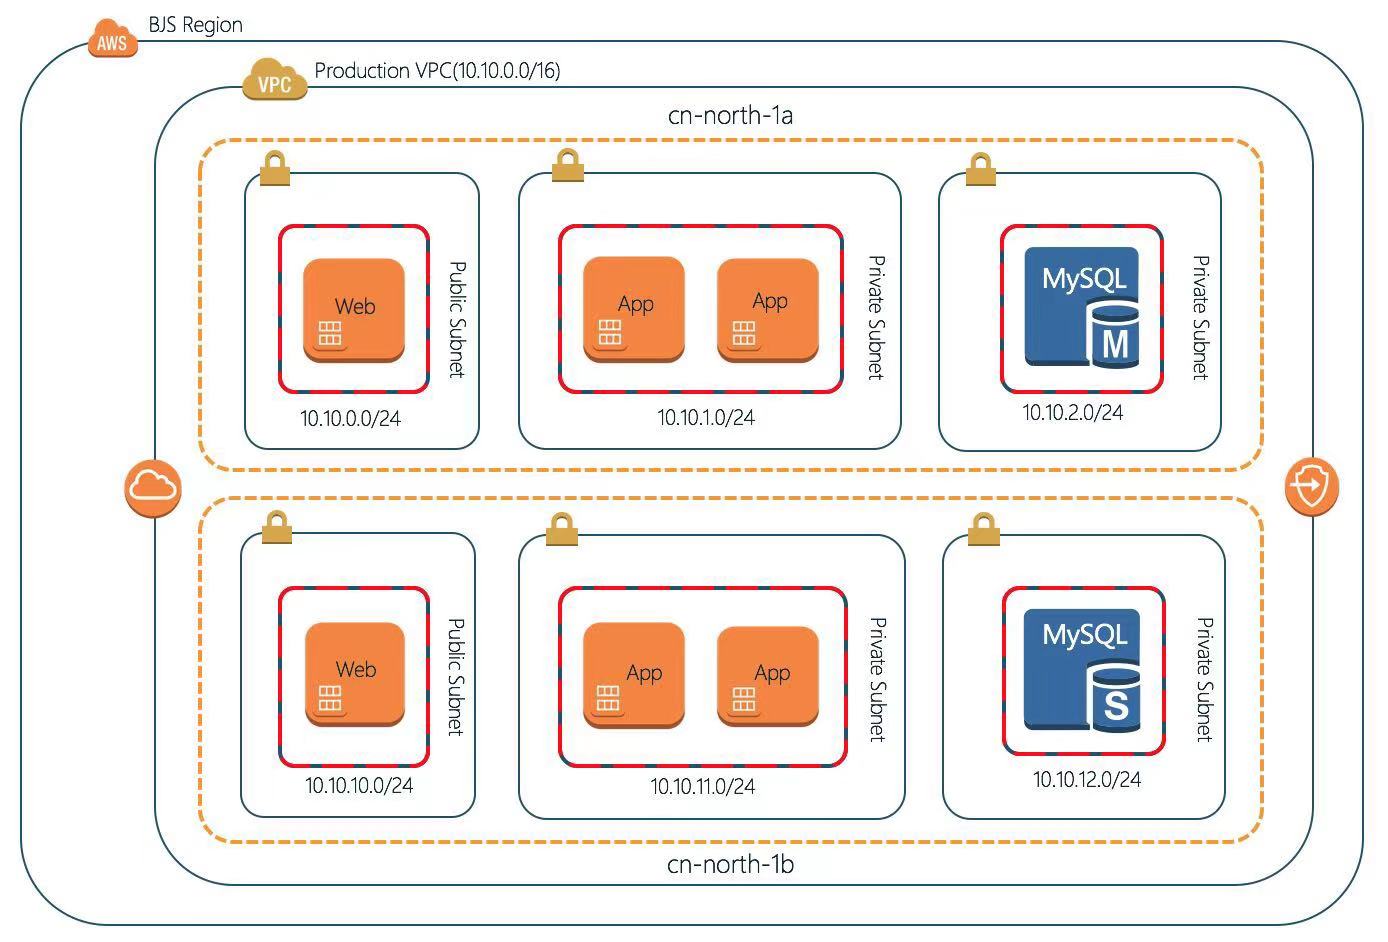 AWS
BJS Region
VPC
Production VPC(10.10.0.0/16)
cn-north-1a
Web
Public Subnet
10.10.0.0/24
App
App
Private Subnet
10.10.1.0/24
MySQL
M
Private Subnet
10.10.2.0/24
Web
Public Subnet
10.10.10.0/24
App
App
Private Subnet
10.10.11.0/24
MySQL
S
Private Subnet
10.10.12.0/24
cn-north-1b